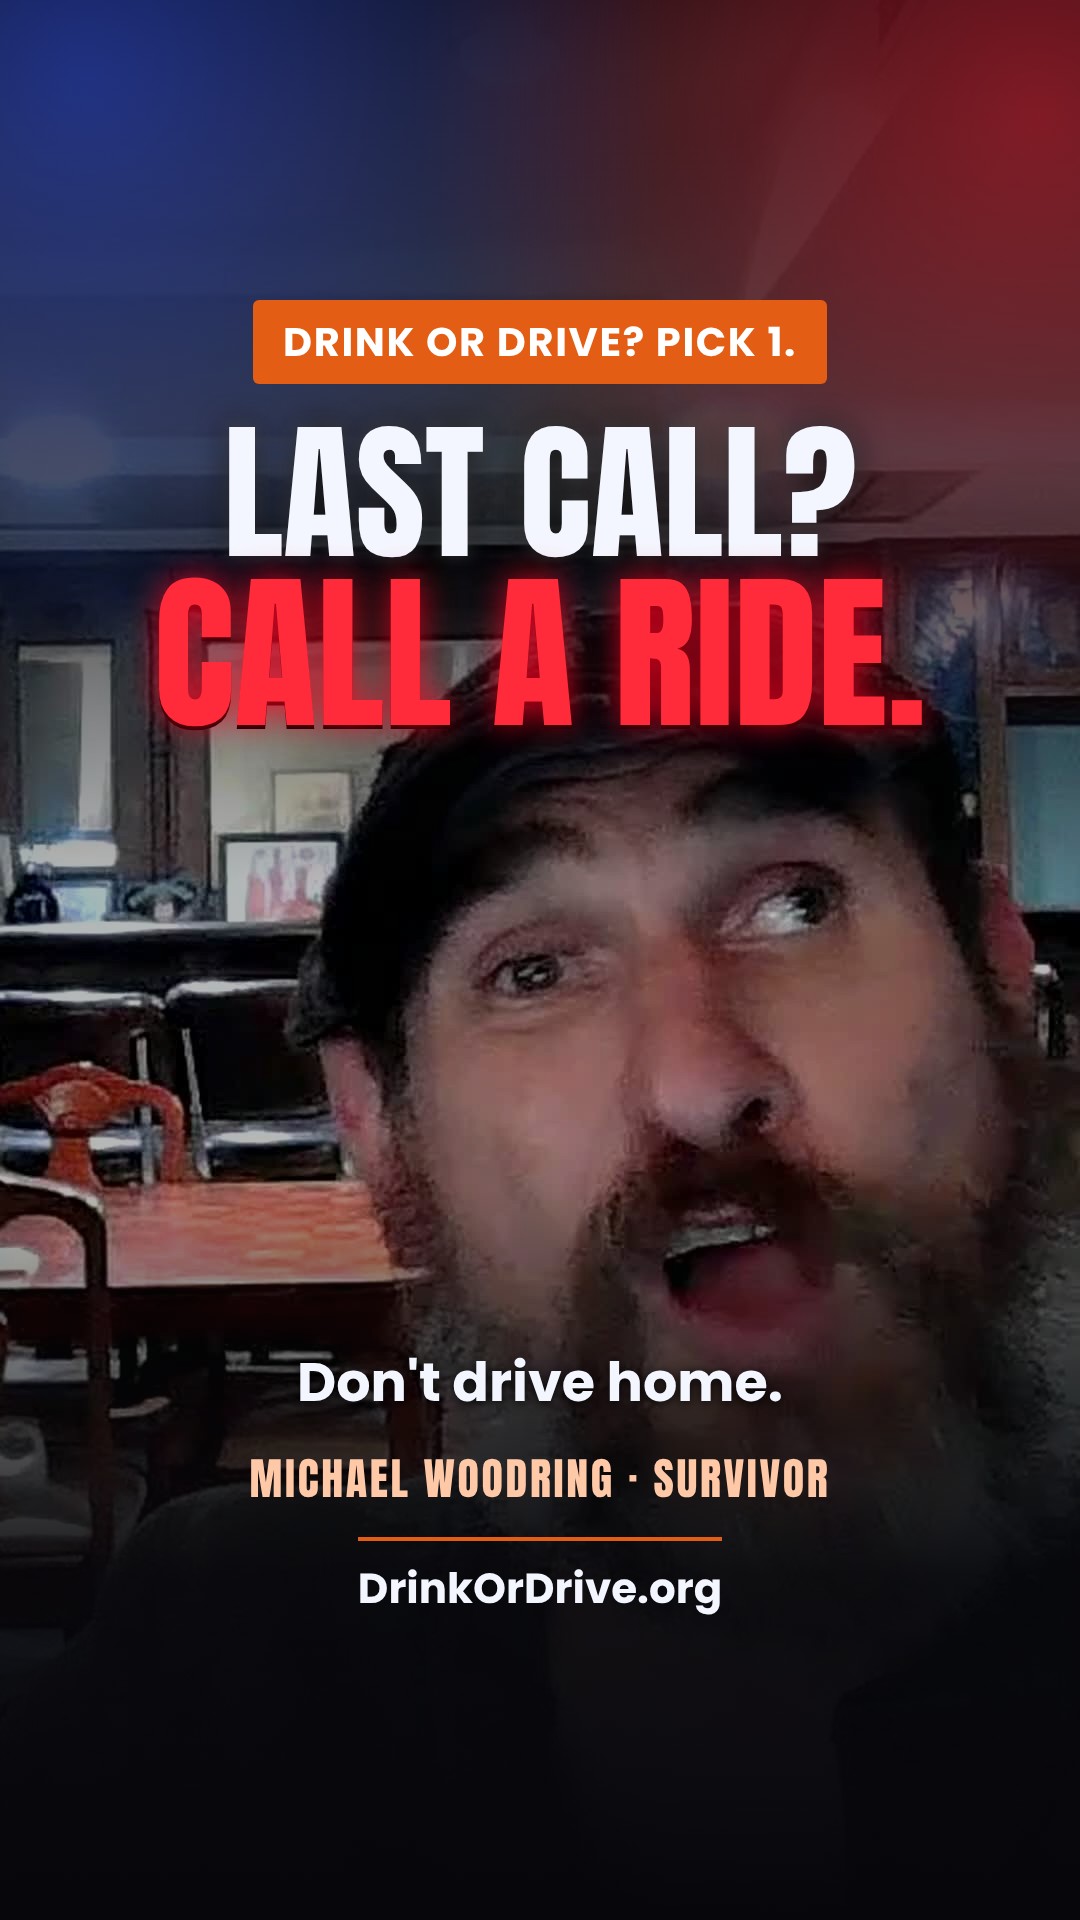 DRINK OR DRIVE? PICK 1.
LAST CALL?
CALL A RIDE.
Don't drive home.
MICHAEL WOODRING · SURVIVOR
DrinkOrDrive.org